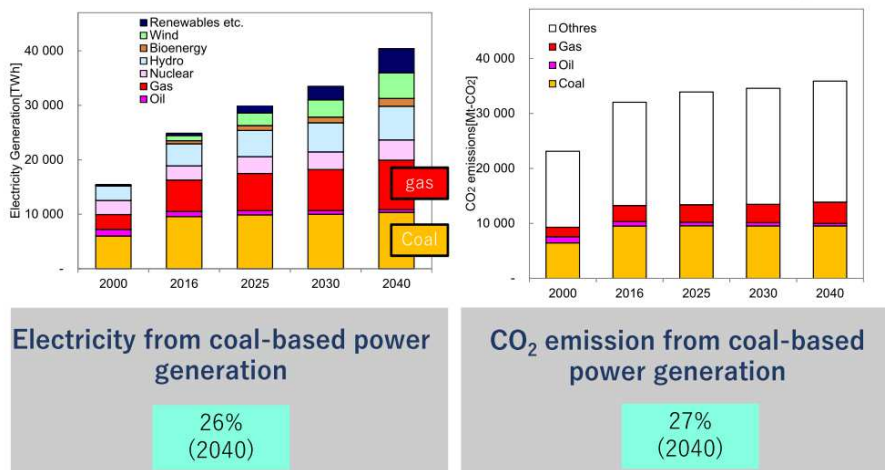 Electricity Generation[TWh]
40 000
30 000
20 000
10 000
-
Renewables etc.
Wind
Bioenergy
Hydro
Nuclear
Gas
Oil
gas
Coal
2000 2016 2025 2030 2040
CO2 emissions[Mt-CO2]
40 000
30 000
20 000
10 000
-
Othres
Gas
Oil
Coal
2000 2016 2025 2030 2040
Electricity from coal-based power
generation
26%
(2040)
CO2 emission from coal-based
power generation
27%
(2040)